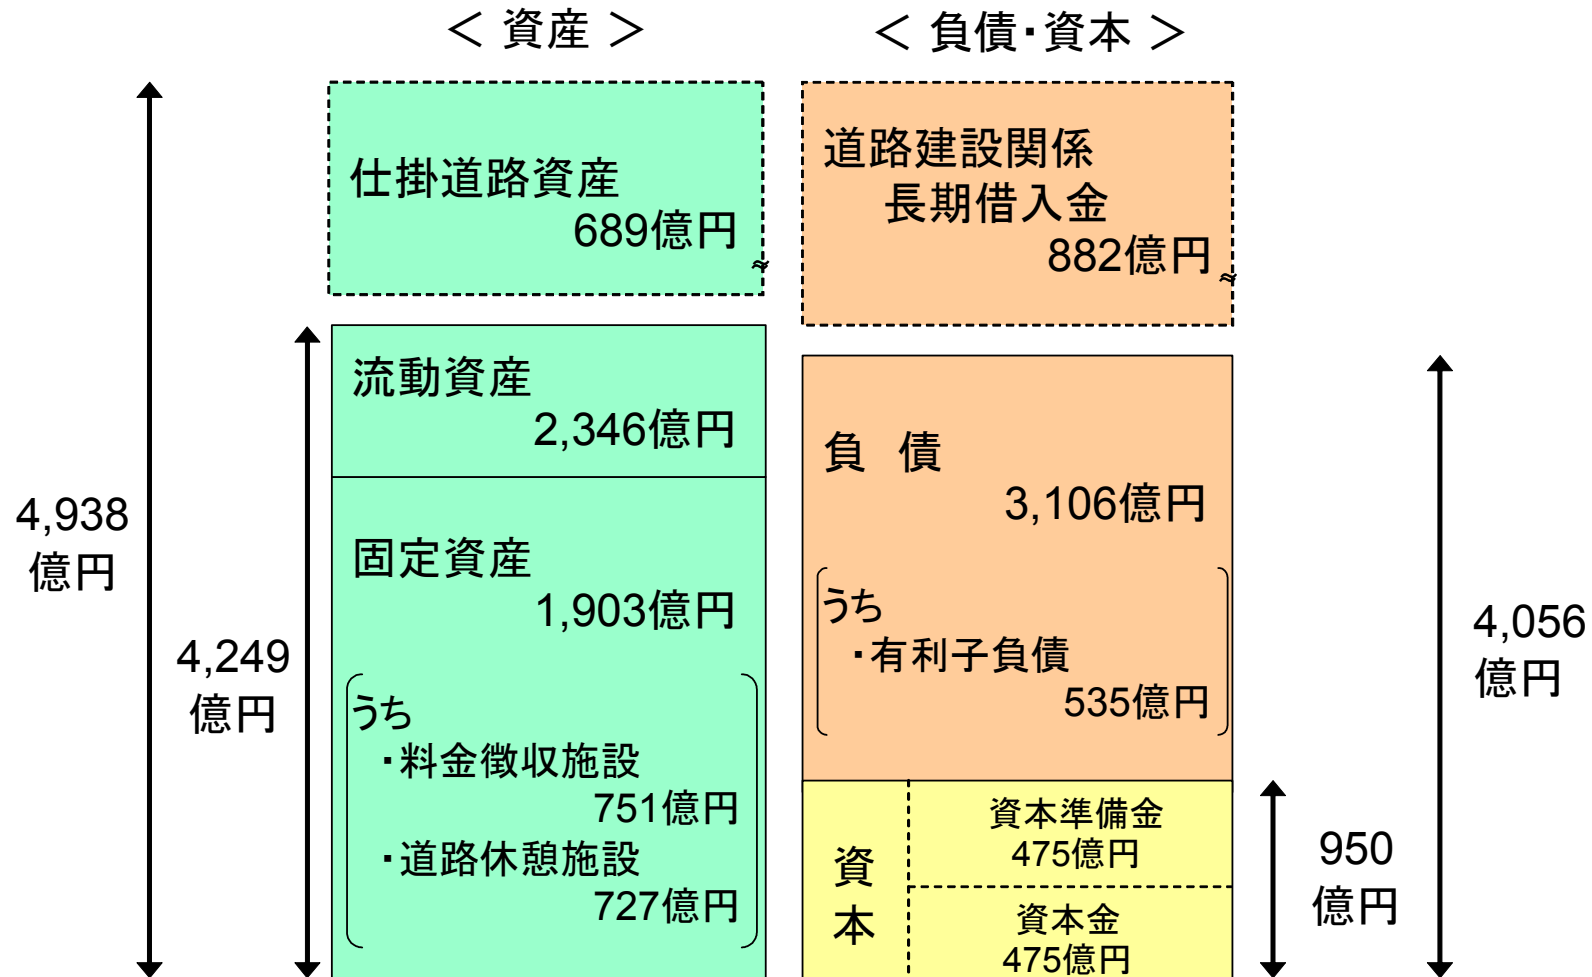 ＜ 資産 ＞
＜ 負債・資本 ＞
仕掛道路資産
689億円
流動資産
2,346億円
固定資産
1,903億円
うち
・料金徴収施設
751億円
・道路休憩施設
727億円
道路建設関係
長期借入金
882億円
負 債
3,106億円
うち
・有利子負債
535億円
資本
資本準備金
475億円
資本金
475億円
4,938
億円
4,249
億円
950
億円
4,056
億円